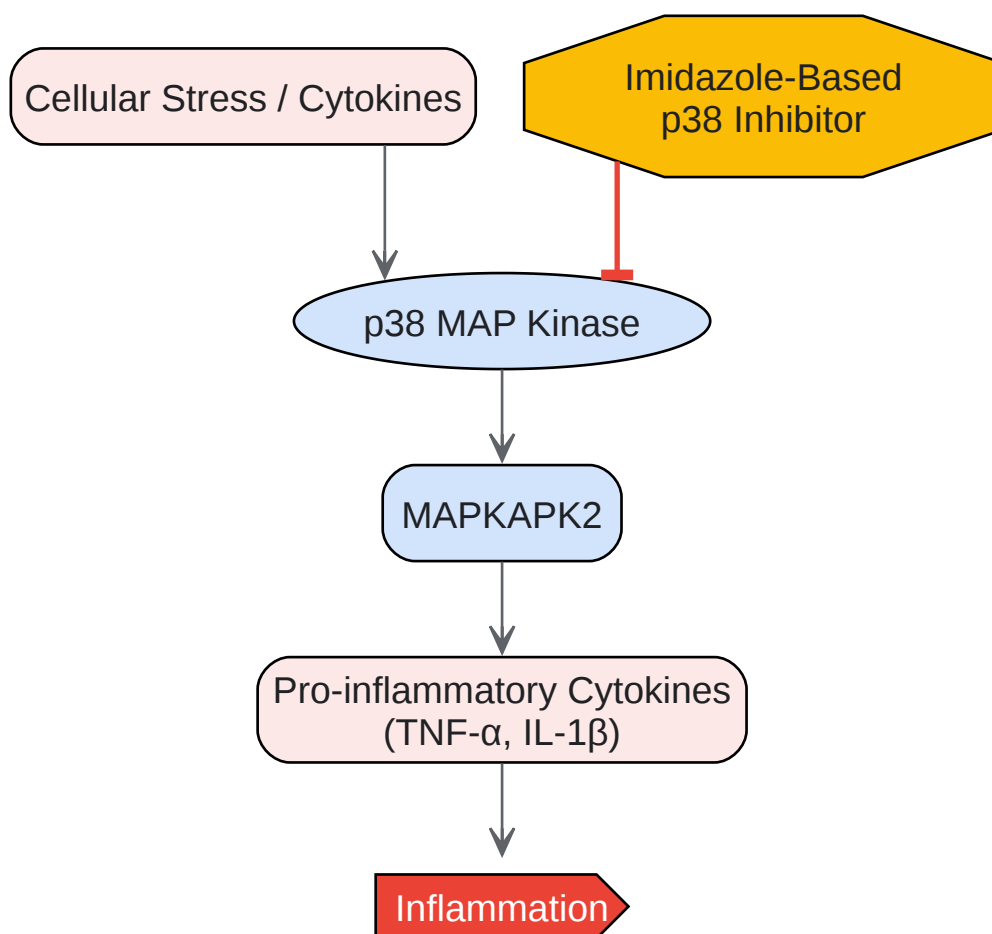 Cellular Stress / Cytokines
Imidazole-Based
p38 Inhibitor
p38 MAP Kinase
MAPKAPK2
Pro-inflammatory Cytokines
(TNF-α, IL-1β)
Inflammation